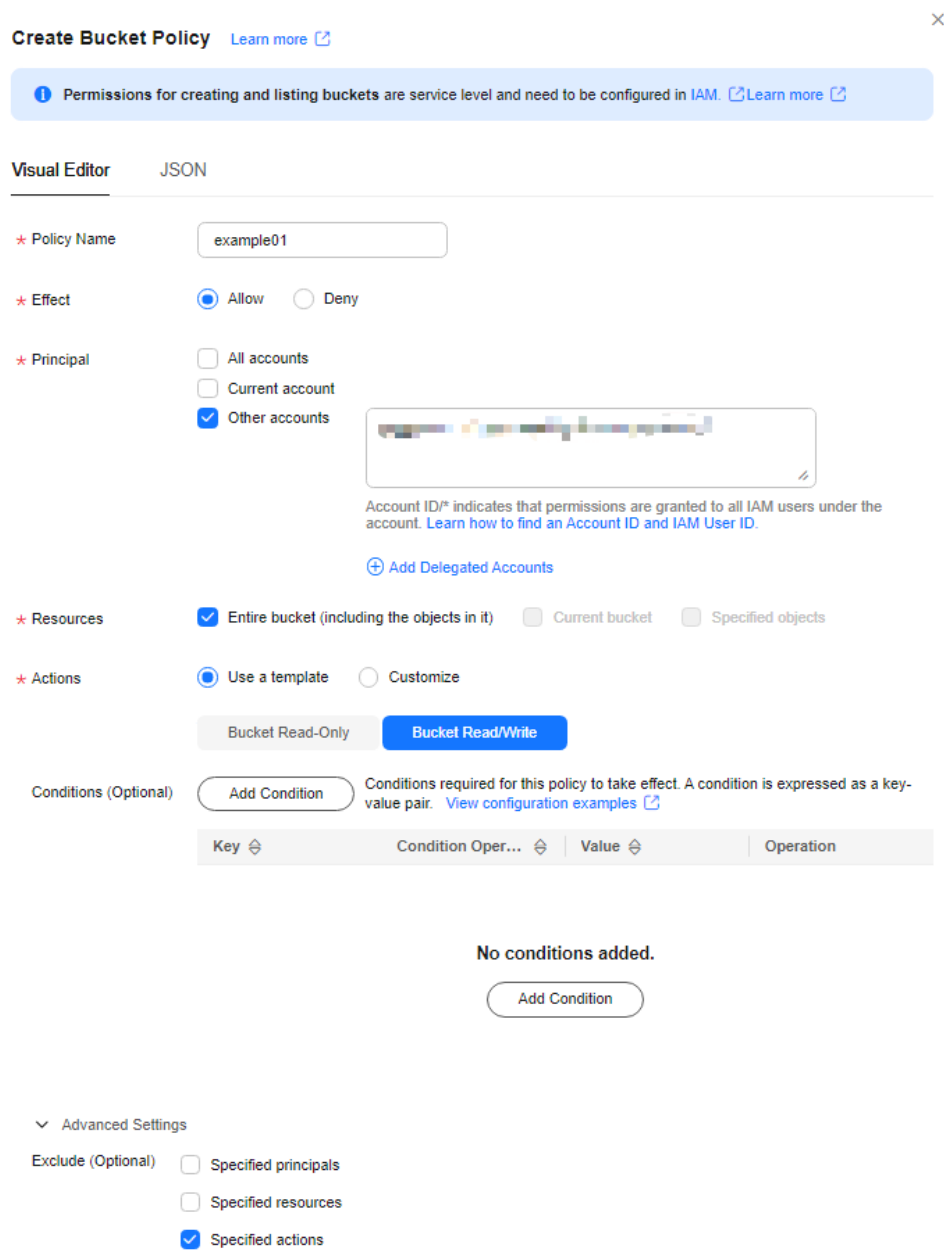 Create Bucket Policy Learn more
Permissions for creating and listing buckets are service level and need to be configured in IAM. Learn more
Visual Editor JSON
* Policy Name example01
* Effect Allow Deny
* Principal All accounts
Current account
Other accounts
Account ID/* indicates that permissions are granted to all IAM users under the
account. Learn how to find an Account ID and IAM User ID.
Add Delegated Accounts
* Resources Entire bucket (including the objects in it) Current bucket Specified objects
* Actions Use a template Customize
Bucket Read-Only Bucket Read/Write
Conditions (Optional) Add Condition Conditions required for this policy to take effect. A condition is expressed as a key-
value pair. View configuration examples
Key Condition Oper... Value Operation
No conditions added.
Add Condition
Advanced Settings
Exclude (Optional) Specified principals
Specified resources
Specified actions